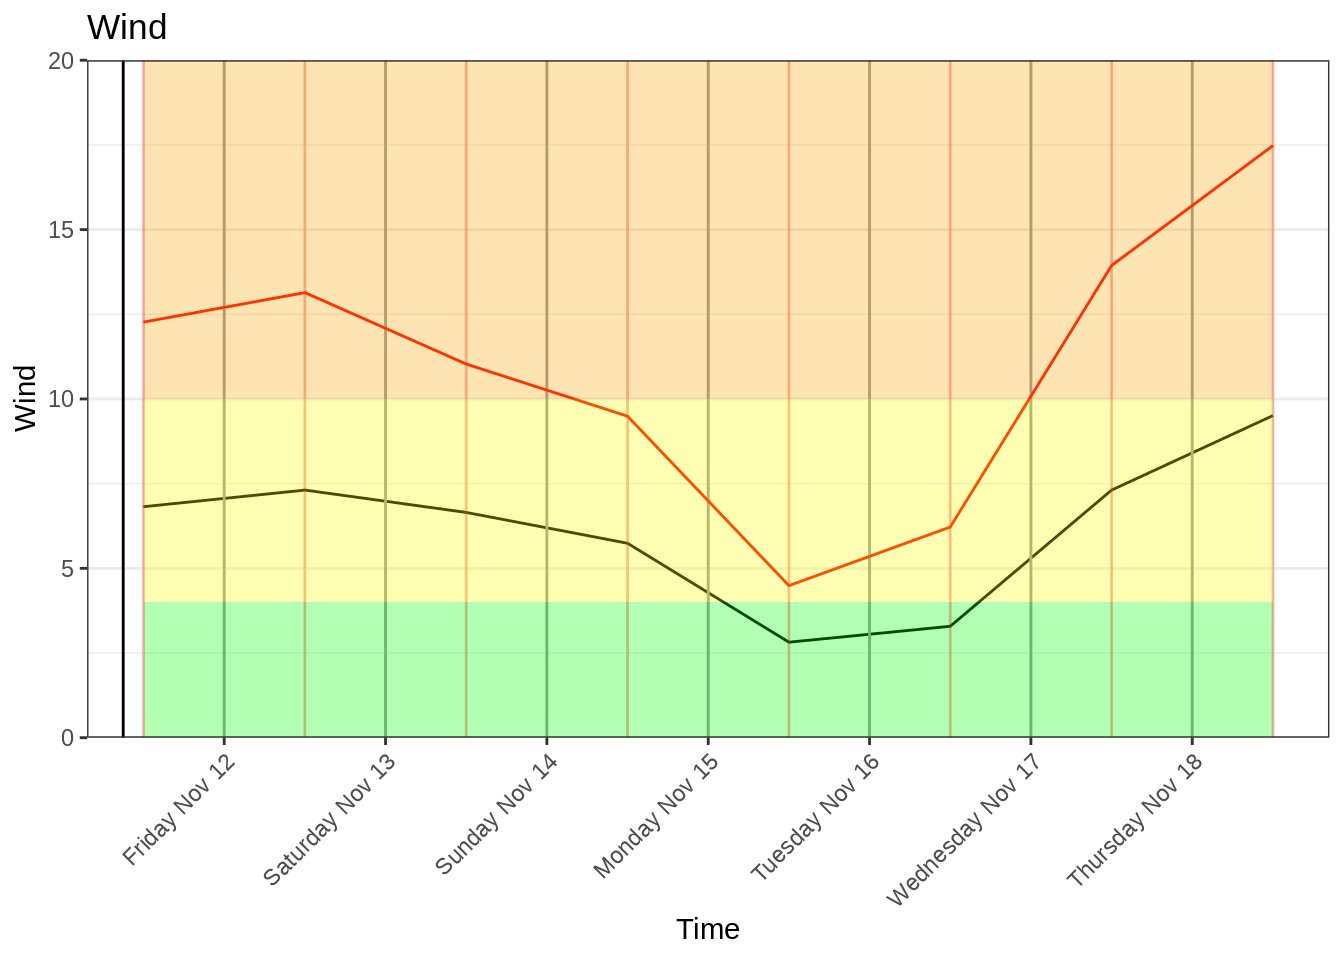 Wind
20
15
10
5
0
Wind
Friday Nov 12
Saturday Nov 13
Sunday Nov 14
Monday Nov 15
Tuesday Nov 16
Wednesday Nov 17
Thursday Nov 18
Time